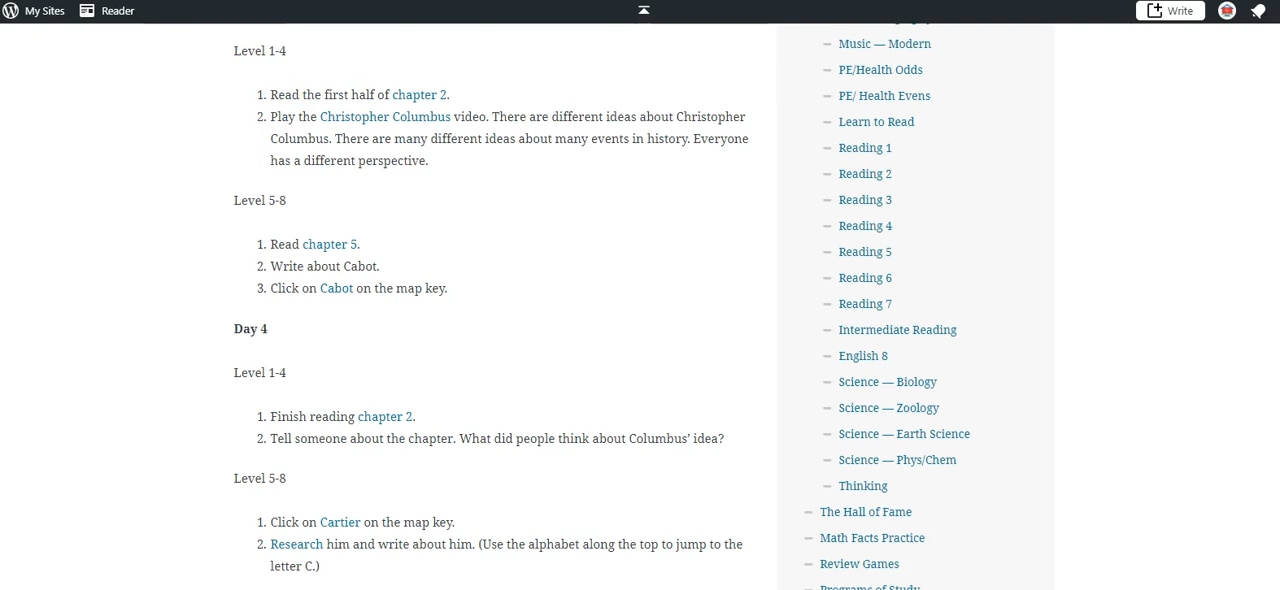 My Sites
Reader
Write
Level 1-4
1. Read the first half of chapter 2.
2. Play the Christopher Columbus video. There are different ideas about Christopher
Columbus. There are many different ideas about many events in history. Everyone
has a different perspective.
Level 5-8
1. Read chapter 5.
2. Write about Cabot.
3. Click on Cabot on the map key.
Day 4
Level 1-4
1. Finish reading chapter 2.
2. Tell someone about the chapter. What did people think about Columbus’ idea?
Level 5-8
1. Click on Cartier on the map key.
2. Research him and write about him. (Use the alphabet along the top to jump to the
letter C.)
Music — Modern
PE/Health Odds
PE/ Health Evens
Learn to Read
Reading 1
Reading 2
Reading 3
Reading 4
Reading 5
Reading 6
Reading 7
Intermediate Reading
English 8
Science — Biology
Science — Zoology
Science — Earth Science
Science — Phys/Chem
Thinking
The Hall of Fame
Math Facts Practice
Review Games
Programs of Study